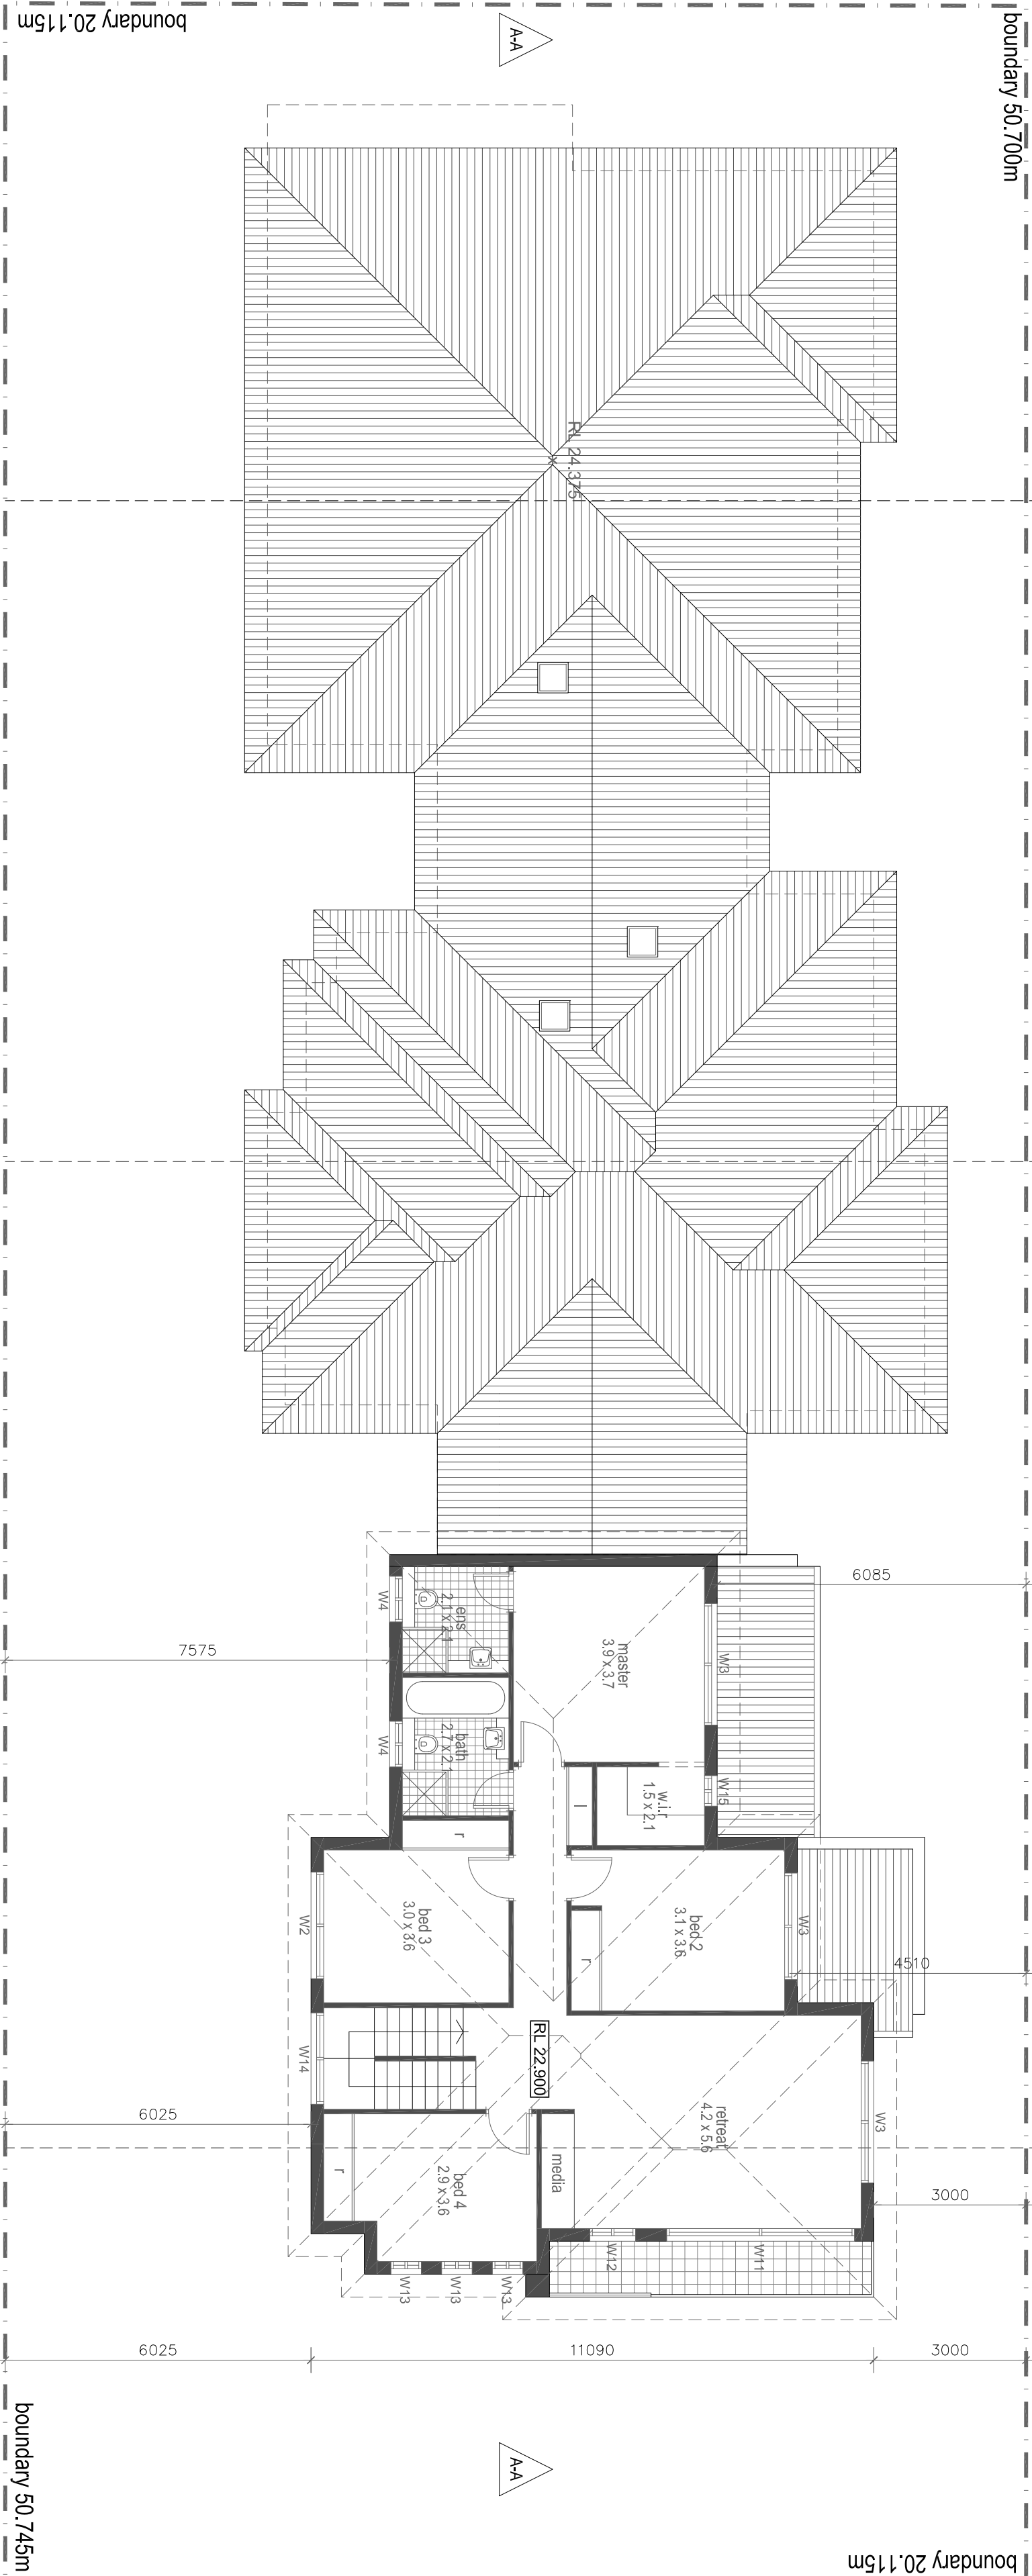 boundary 20.115m
A-A
boundary 50.700m
RL 24.375
6085
7575
W4
ens
2.1 x 2.1
master
3.9 x 3.7
W3
W4
bath
2.7 x 2.1
l
w.i.r
1.5 x 2.1
W15
r
W2
bed 3
3.0 x 3.6
r
bed 2
3.1 x 3.6
W3
4510
W14
RL 22.900
6025
r
bed 4
2.9 x 3.6
media
retreat
4.2 x 5.6
W3
3000
W13
W13
W13
W12
W11
6025
11090
3000
boundary 50.745m
A-A
boundary 20.115m